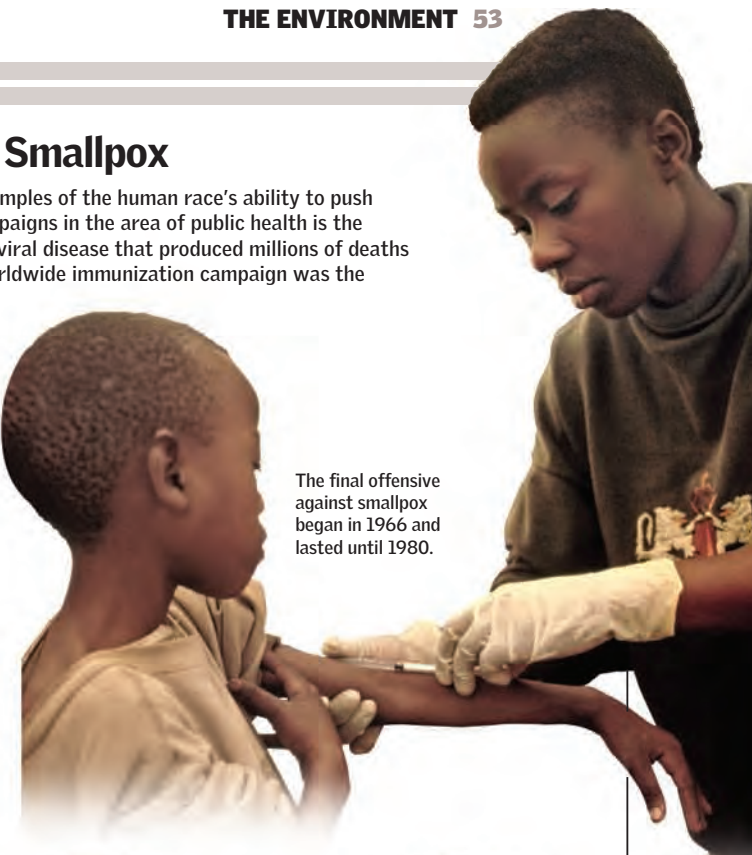 THE ENVIRONMENT 53
Smallpox
mples of the human race's ability to push
paigns in the area of public health is the
viral disease that produced millions of deaths
rldwide immunization campaign was the
The final offensive
against smallpox
began in 1966 and
lasted until 1980.